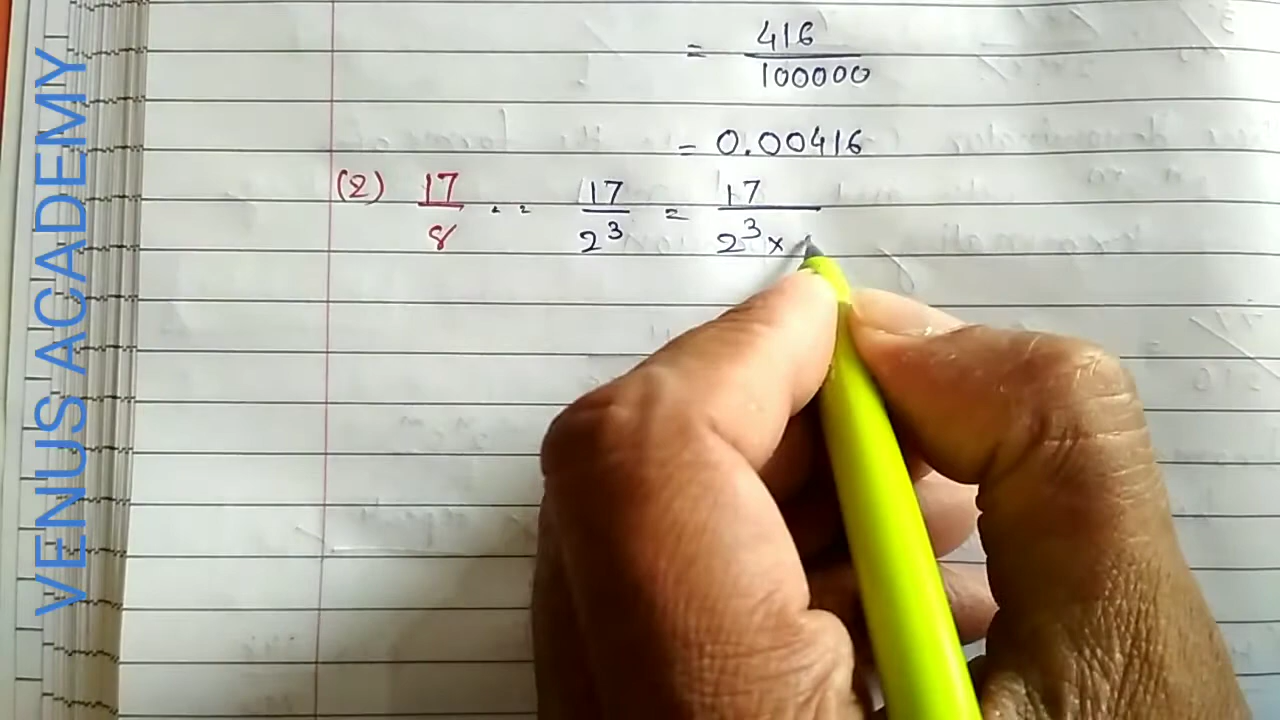 VENUS ACADEMY
= 416/100000
= 0.00416
(2) 17/8 .. 17/2³ = 17/2³ ×